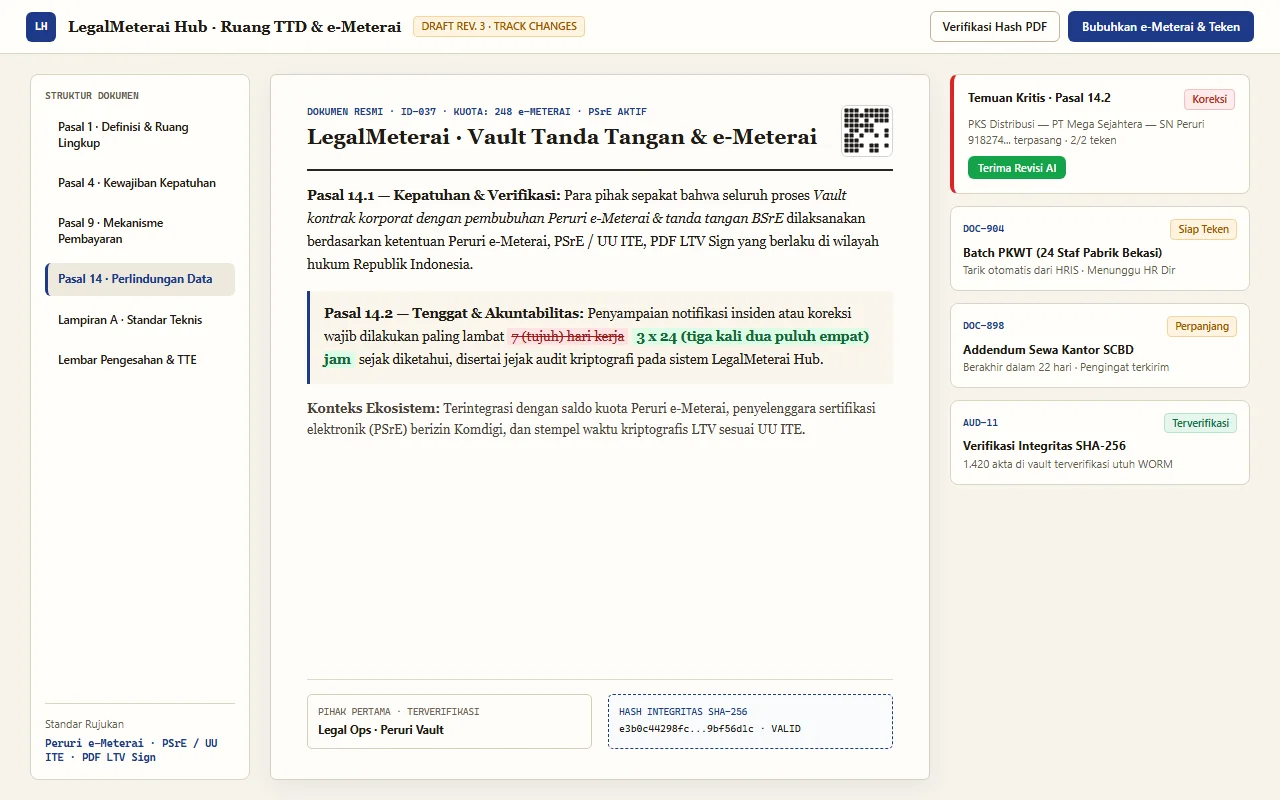 LH
LegalMeterai Hub · Ruang TTD & e-Meterai
DRAFT REV. 3 · TRACK CHANGES
Verifikasi Hash PDF
Bubuhkan e-Meterai & Teken
STRUKTUR DOKUMEN
Pasal 1 · Definisi & Ruang
Lingkup
Pasal 4 · Kewajiban Kepatuhan
Pasal 9 · Mekanisme
Pembayaran
Pasal 14 · Perlindungan Data
Lampiran A · Standar Teknis
Lembar Pengesahan & TTE
Standar Rujukan
Peruri e-Meterai · PSrE / UU
ITE · PDF LTV Sign
DOKUMEN RESMI · ID-037 · KUOTA: 248 e-METERAI · PSrE AKTIF
LegalMeterai · Vault Tanda Tangan & e-Meterai
Pasal 14.1 — Kepatuhan & Verifikasi: Para pihak sepakat bahwa seluruh proses Vault
kontrak korporat dengan pembubuhan Peruri e-Meterai & tanda tangan BSrE dilaksanakan
berdasarkan ketentuan Peruri e-Meterai, PSrE / UU ITE, PDF LTV Sign yang berlaku di wilayah
hukum Republik Indonesia.
Pasal 14.2 — Tenggat & Akuntabilitas: Penyampaian notifikasi insiden atau koreksi
wajib dilakukan paling lambat 7 (tujuh) hari kerja 3 x 24 (tiga kali dua puluh empat)
jam sejak diketahui, disertai jejak audit kriptografi pada sistem LegalMeterai Hub.
Konteks Ekosistem: Terintegrasi dengan saldo kuota Peruri e-Meterai, penyelenggara sertifikasi
elektronik (PSrE) berizin Komdigi, dan stempel waktu kriptografis LTV sesuai UU ITE.
PIHAK PERTAMA · TERVERIFIKASI
Legal Ops · Peruri Vault
HASH INTEGRITAS SHA-256
e3b0c44298fc...9bf56d1c · VALID
Temuan Kritis · Pasal 14.2
Koreksi
PKS Distribusi — PT Mega Sejahtera — SN Peruri
918274… terpasang · 2/2 teken
Terima Revisi AI
DOC-904
Siap Teken
Batch PKWT (24 Staf Pabrik Bekasi)
Tarik otomatis dari HRIS · Menunggu HR Dir
DOC-898
Perpanjang
Addendum Sewa Kantor SCBD
Berakhir dalam 22 hari · Pengingat terkirim
AUD-11
Terverifikasi
Verifikasi Integritas SHA-256
1.420 akta di vault terverifikasi utuh WORM